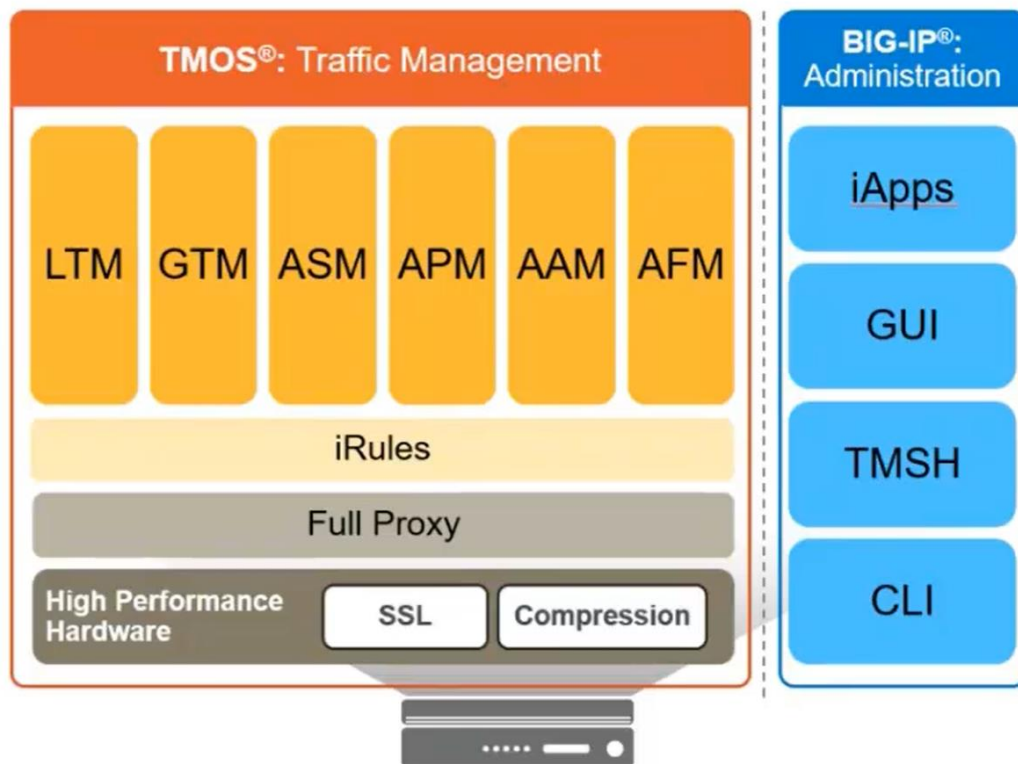 TMOS®: Traffic Management
LTM GTM ASM APM AAM AFM
iRules
Full Proxy
High Performance
Hardware
SSL
Compression
BIG-IP®:
Administration
iApps
GUI
TMSH
CLI